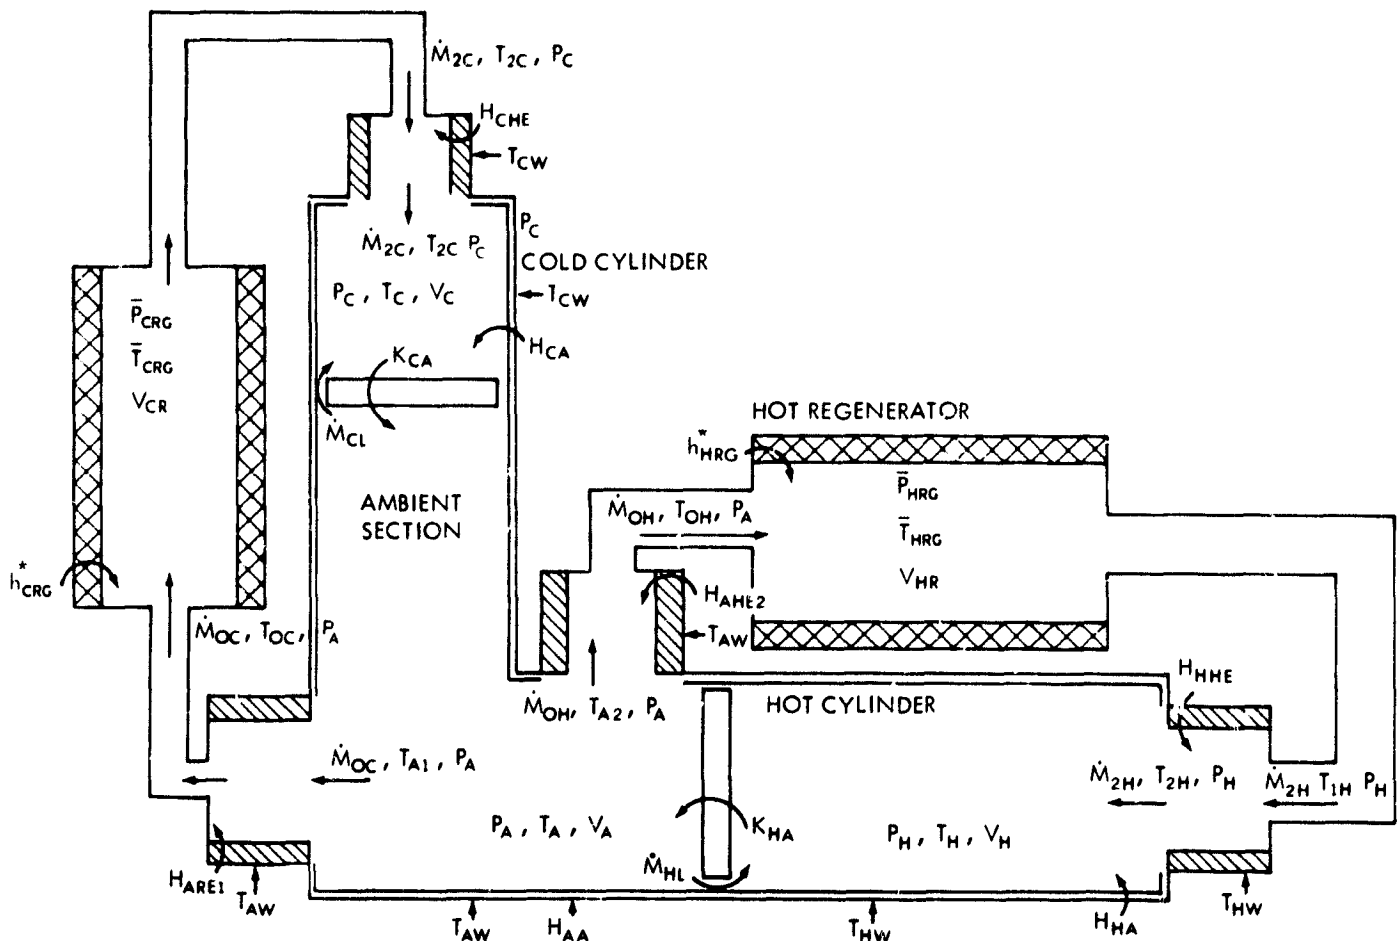 Ṁ2C, T2C, PC
HCHE
TCW
PC
Ṁ2C, T2C PC
COLD CYLINDER
PC, TC, VC
TCW
P̄CRG
HCA
T̄CRG
KCA
VCR
HOT REGENERATOR
ṀCL
h*HRG
P̄HRG
AMBIENT
SECTION
ṀOH, TOH, PA
T̄HRG
h*CRG
VHR
HAHE2
ṀOC, TOC, PA
TAW
HHHE
ṀOH, TA2, PA
HOT CYLINDER
ṀOC, TA1, PA
Ṁ2H, T2H, PH
Ṁ2H T1H PH
PA, TA, VA
KHA
PH, TH, VH
ṀHL
HARE1
TAW
TAW
HAA
THW
HHA
THW